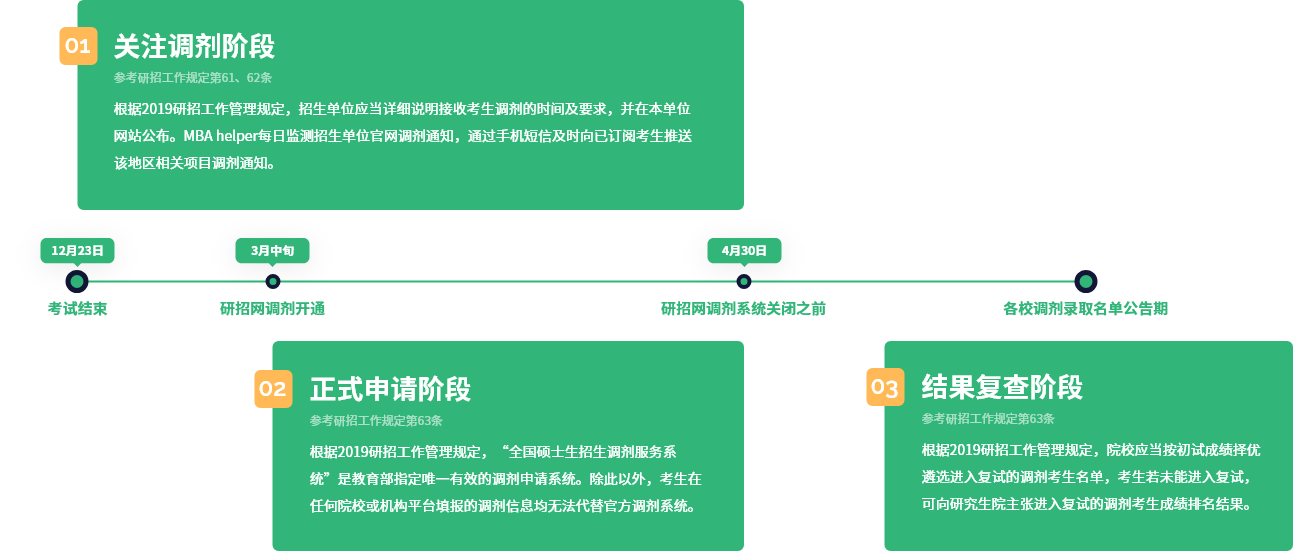 01
关注调剂阶段
参考研招工作规定第61、62条
根据2019研招工作管理规定，招生单位应当详细说明接收考生调剂的时间及要求，并在本单位
网站公布。MBA helper每日监测招生单位官网调剂通知，通过手机短信及时向已订阅考生推送
该地区相关项目调剂通知。
12月23日
3月中旬
4月30日
考试结束
研招网调剂开通
研招网调剂系统关闭之前
各校调剂录取名单公告期
02
正式申请阶段
参考研招工作规定第63条
根据2019研招工作管理规定，“全国硕士生招生调剂服务系
统”是教育部指定唯一有效的调剂申请系统。除此以外，考生在
任何院校或机构平台填报的调剂信息均无法代替官方调剂系统。
03
结果复查阶段
参考研招工作规定第63条
根据2019研招工作管理规定，院校应当按初试成绩择优
遴选进入复试的调剂考生名单，考生若未能进入复试，
可向研究生院主张进入复试的调剂考生成绩排名结果。